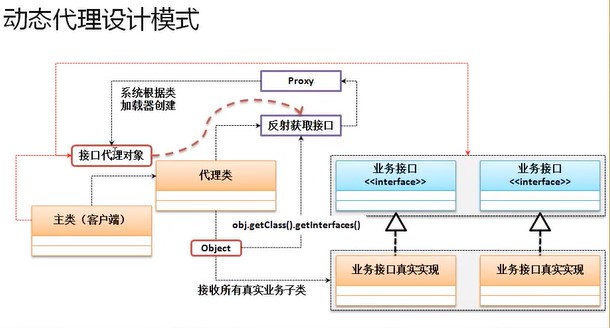 动态代理设计模式
Proxy
系统根据类
加载器创建
反射获取接口
接口代理对象
代理类
业务接口
<<interface>>
业务接口
<<interface>>
主类（客户端）
obj.getClass().getInterfaces()
Object
业务接口真实实现
业务接口真实实现
接收所有真实业务子类